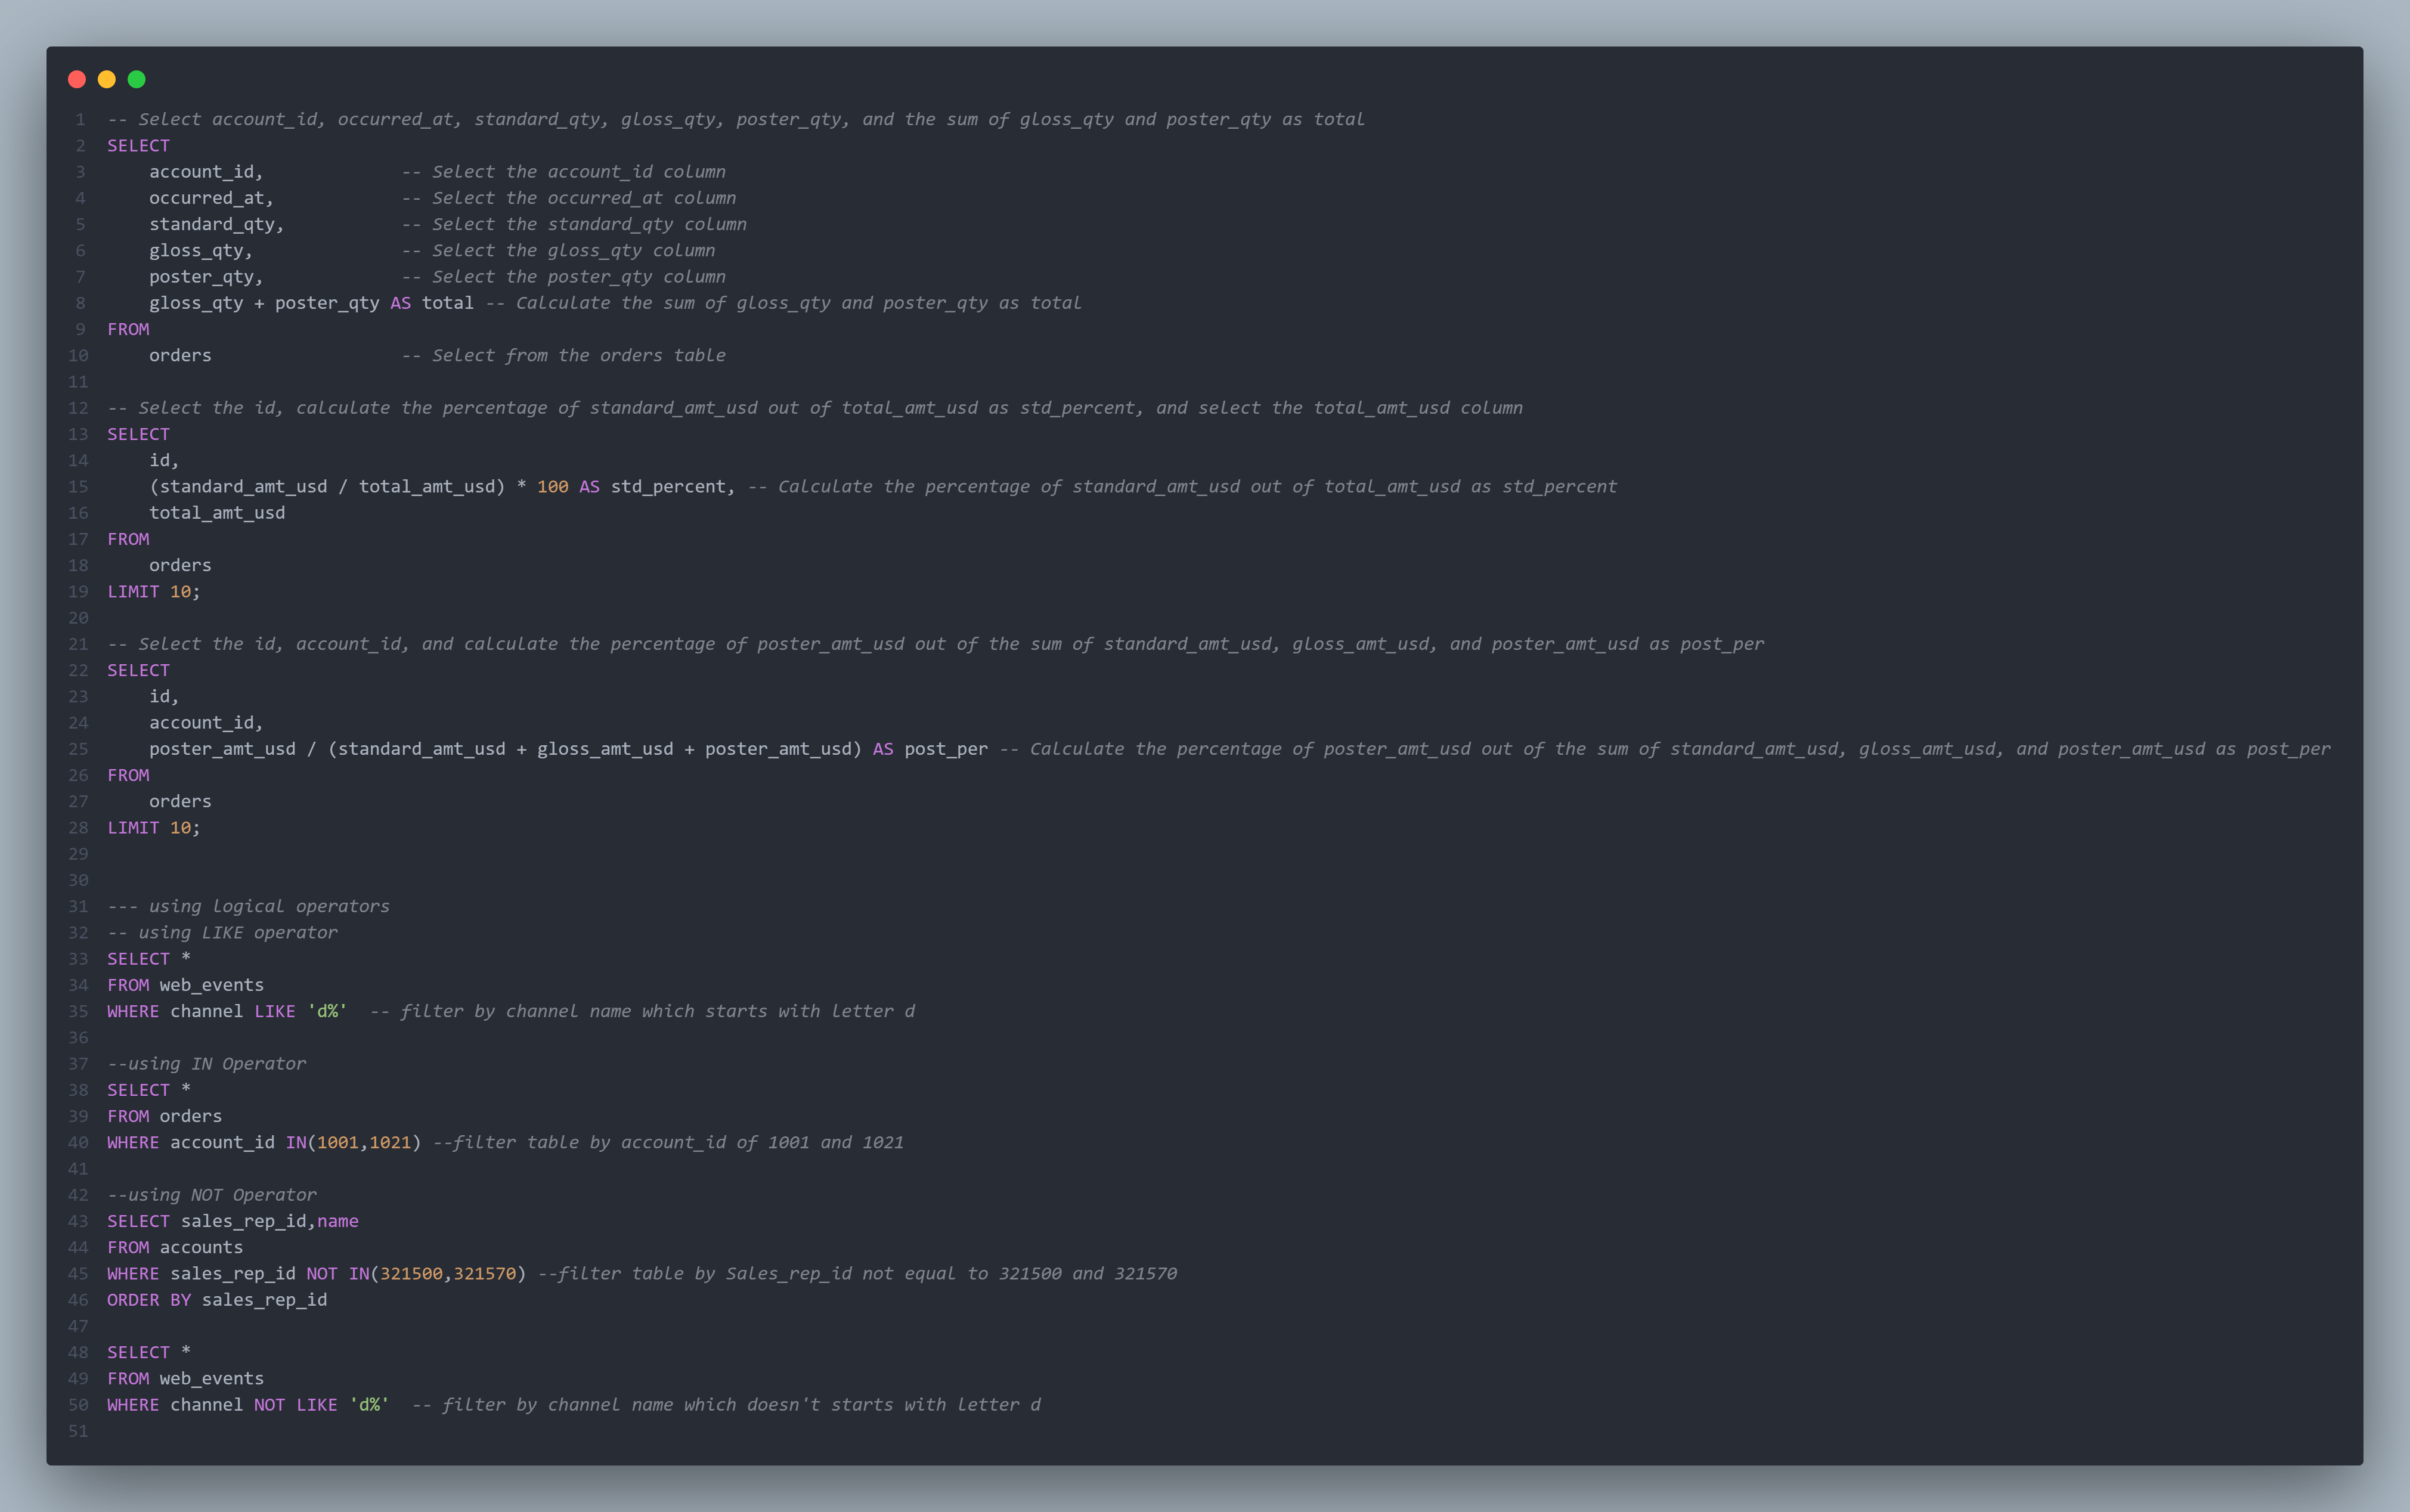 1 -- Select account_id, occurred_at, standard_qty, gloss_qty, poster_qty, and the sum of gloss_qty and poster_qty as total
2 SELECT
3     account_id,             -- Select the account_id column
4     occurred_at,            -- Select the occurred_at column
5     standard_qty,           -- Select the standard_qty column
6     gloss_qty,              -- Select the gloss_qty column
7     poster_qty,             -- Select the poster_qty column
8     gloss_qty + poster_qty AS total -- Calculate the sum of gloss_qty and poster_qty as total
9 FROM
10     orders                  -- Select from the orders table
11
12 -- Select the id, calculate the percentage of standard_amt_usd out of total_amt_usd as std_percent, and select the total_amt_usd column
13 SELECT
14     id,
15     (standard_amt_usd / total_amt_usd) * 100 AS std_percent, -- Calculate the percentage of standard_amt_usd out of total_amt_usd as std_percent
16     total_amt_usd
17 FROM
18     orders
19 LIMIT 10;
20
21 -- Select the id, account_id, and calculate the percentage of poster_amt_usd out of the sum of standard_amt_usd, gloss_amt_usd, and poster_amt_usd as post_per
22 SELECT
23     id,
24     account_id,
25     poster_amt_usd / (standard_amt_usd + gloss_amt_usd + poster_amt_usd) AS post_per -- Calculate the percentage of poster_amt_usd out of the sum of standard_amt_usd, gloss_amt_usd, and poster_amt_usd as post_per
26 FROM
27     orders
28 LIMIT 10;
29
30
31 --- using logical operators
32 -- using LIKE operator
33 SELECT *
34 FROM web_events
35 WHERE channel LIKE 'd%'  -- filter by channel name which starts with letter d
36
37 --using IN Operator
38 SELECT *
39 FROM orders
40 WHERE account_id IN(1001,1021) --filter table by account_id of 1001 and 1021
41
42 --using NOT Operator
43 SELECT sales_rep_id,name
44 FROM accounts
45 WHERE sales_rep_id NOT IN(321500,321570) --filter table by Sales_rep_id not equal to 321500 and 321570
46 ORDER BY sales_rep_id
47
48 SELECT *
49 FROM web_events
50 WHERE channel NOT LIKE 'd%'  -- filter by channel name which doesn't starts with letter d
51